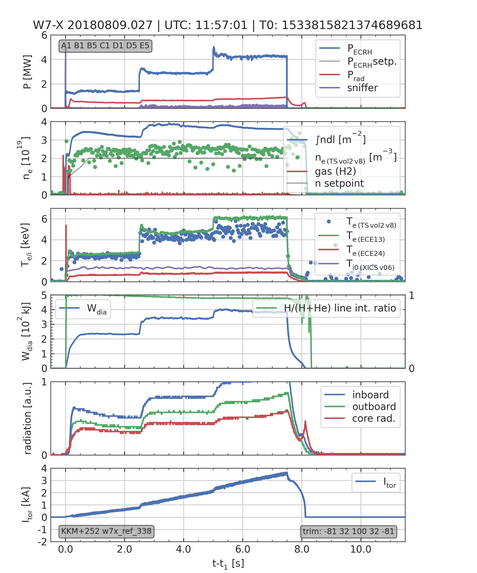 W7-X 20180809.027 | UTC: 11:57:01 | T0: 1533815821374689681
A1 B1 B5 C1 D1 D5 E5
P_ECRH
P_ECRH setp.
P_rad
sniffer
P [MW]
6
4
2
0
∫ndl [m⁻²]
n_e (TS vol2 v8) [m⁻³]
gas (H2)
n setpoint
n_e [10¹⁹]
4
3
2
1
0
T_e (TS vol2 v8)
T_e (ECE13)
T_e (ECE24)
T_i0 (XICS v06)
T_e/i [keV]
6
4
2
0
W_dia
H/(H+He) line int. ratio
W_dia [10² kJ]
5
4
3
2
1
0
1
0
inboard
outboard
core rad.
radiation [a.u.]
1
0
I_tor
I_tor [kA]
4
3
2
1
0
-1
-2
KKM+252 w7x_ref_338
trim: -81 32 100 32 -81
0.0 2.0 4.0 6.0 8.0 10.0
t-t₁ [s]